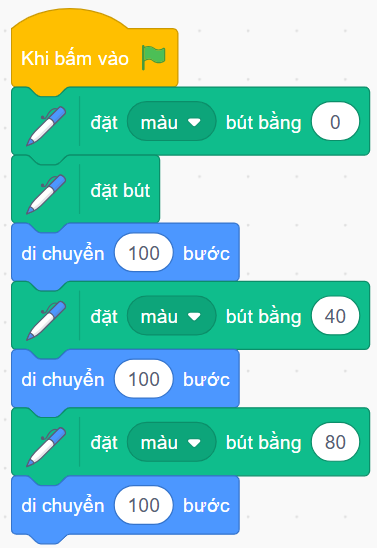 Khi bấm vào
đặt màu bút bằng 0
đặt bút
di chuyển 100 bước
đặt màu bút bằng 40
di chuyển 100 bước
đặt màu bút bằng 80
di chuyển 100 bước